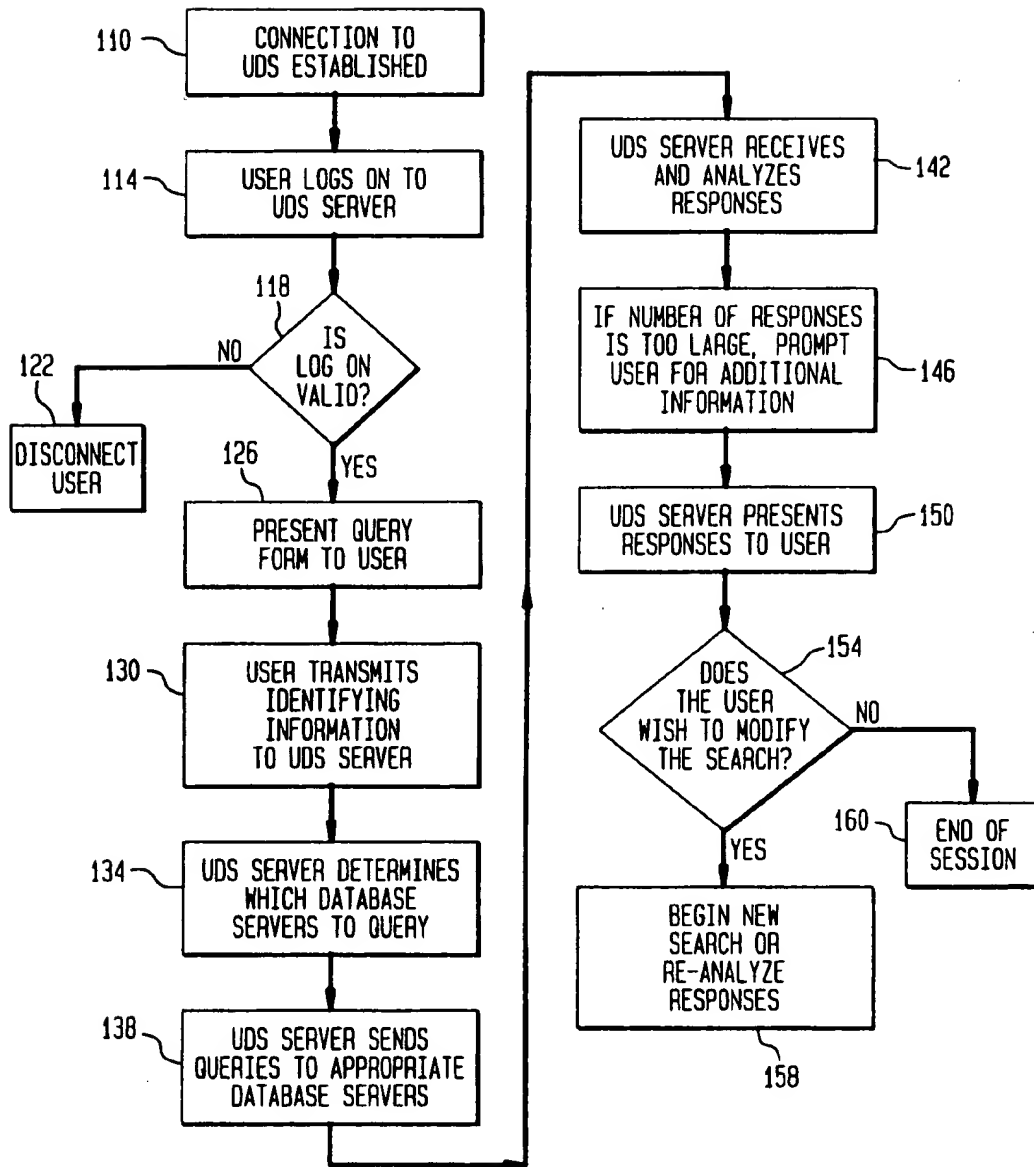 110
CONNECTION TO
UDS ESTABLISHED
114
USER LOGS ON TO
UDS SERVER
118
IS
LOG ON
VALID?
NO
122
DISCONNECT
USER
YES
126
PRESENT QUERY
FORM TO USER
130
USER TRANSMITS
IDENTIFYING
INFORMATION
TO UDS SERVER
134
UDS SERVER DETERMINES
WHICH DATABASE
SERVERS TO QUERY
138
UDS SERVER SENDS
QUERIES TO APPROPRIATE
DATABASE SERVERS
UDS SERVER RECEIVES
AND ANALYZES
RESPONSES
142
IF NUMBER OF RESPONSES
IS TOO LARGE, PROMPT
USER FOR ADDITIONAL
INFORMATION
146
UDS SERVER PRESENTS
RESPONSES TO USER
150
154
DOES
THE USER
WISH TO MODIFY
THE SEARCH?
NO
160
END OF
SESSION
YES
BEGIN NEW
SEARCH OR
RE-ANALYZE
RESPONSES
158